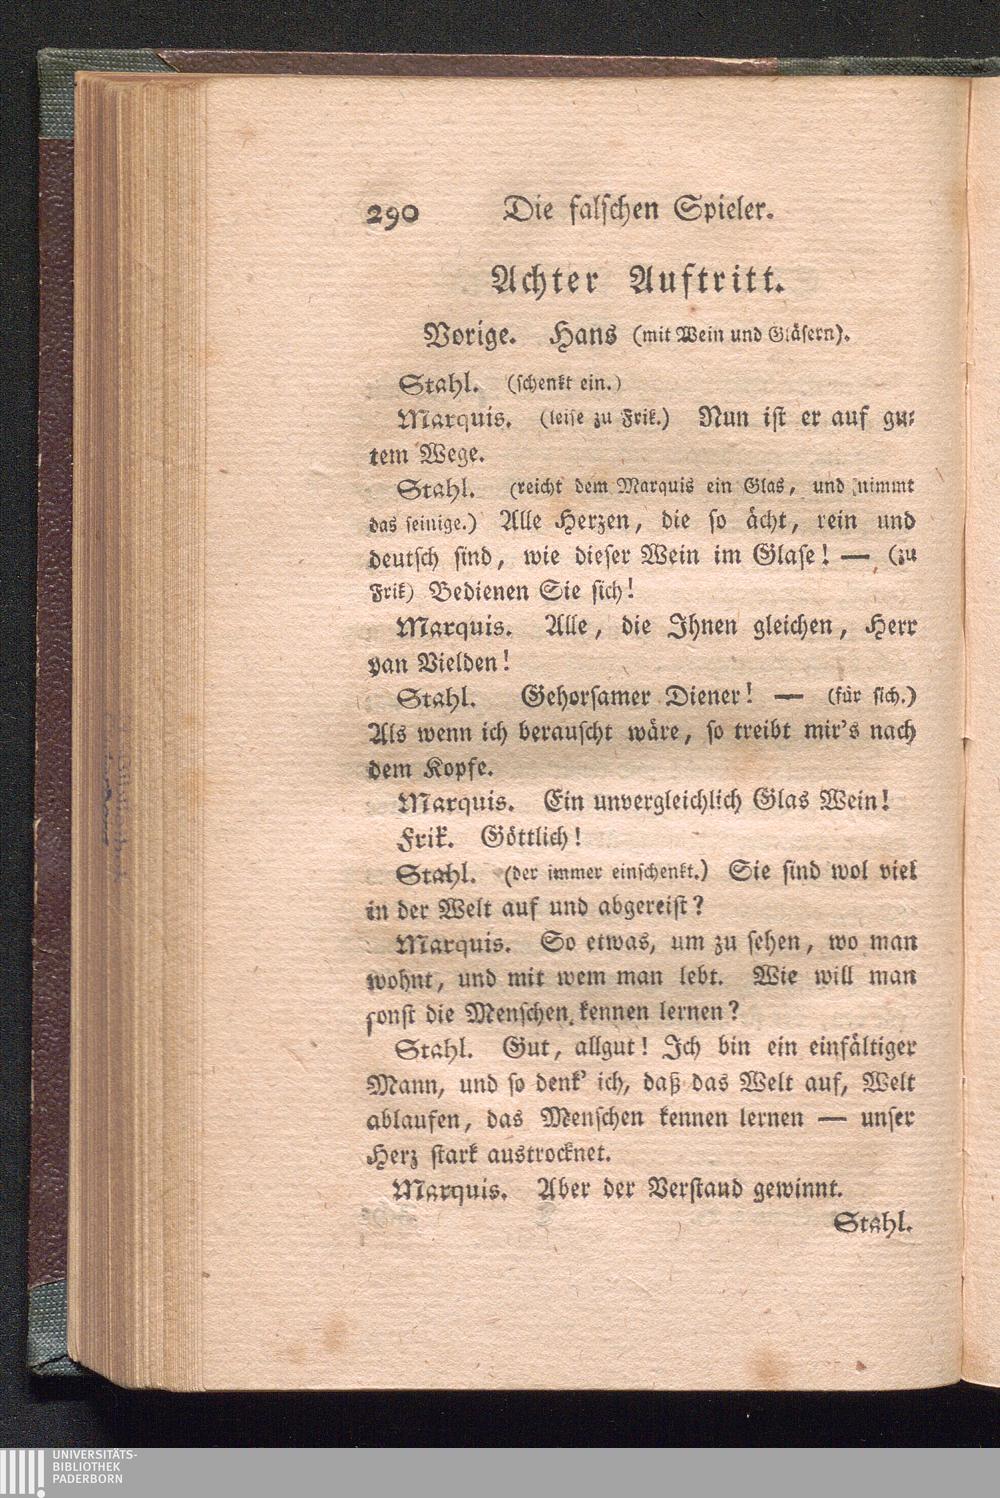 290 Die falſchen Spieler.
Achter Auftritt.
Vorige. Hans (mit Wein und Gläſern).
Stahl. (ſchenkt ein.)
Marquis. (leiſe zu Frik.) Nun iſt er auf gu⸗
tem Wege.
Stahl. (reicht dem Marquis ein Glas, und nimmt
das ſeinige.) Alle Herzen, die ſo ächt, rein und
deutſch ſind, wie dieſer Wein im Glaſe! — (zu
Frik) Bedienen Sie ſich!
Marquis. Alle, die Ihnen gleichen, Herr
van Vielden!
Stahl. Gehorſamer Diener! — (für ſich.)
Als wenn ich berauſcht wäre, ſo treibt mir's nach
dem Kopfe.
Marquis. Ein unvergleichlich Glas Wein!
Frik. Göttlich!
Stahl. (der immer einſchenkt.) Sie ſind wol viel
in der Welt auf und abgereiſt?
Marquis. So etwas, um zu ſehen, wo man
wohnt, und mit wem man lebt. Wie will man
ſonſt die Menſchen kennen lernen?
Stahl. Gut, allgut! Ich bin ein einfältiger
Mann, und ſo denk' ich, daß das Welt auf, Welt
ablaufen, das Menſchen kennen lernen — unſer
Herz ſtark austrocknet.
Marquis. Aber der Verſtand gewinnt.
Stahl.
UNIVERSITÄTS-
BIBLIOTHEK
PADERBORN